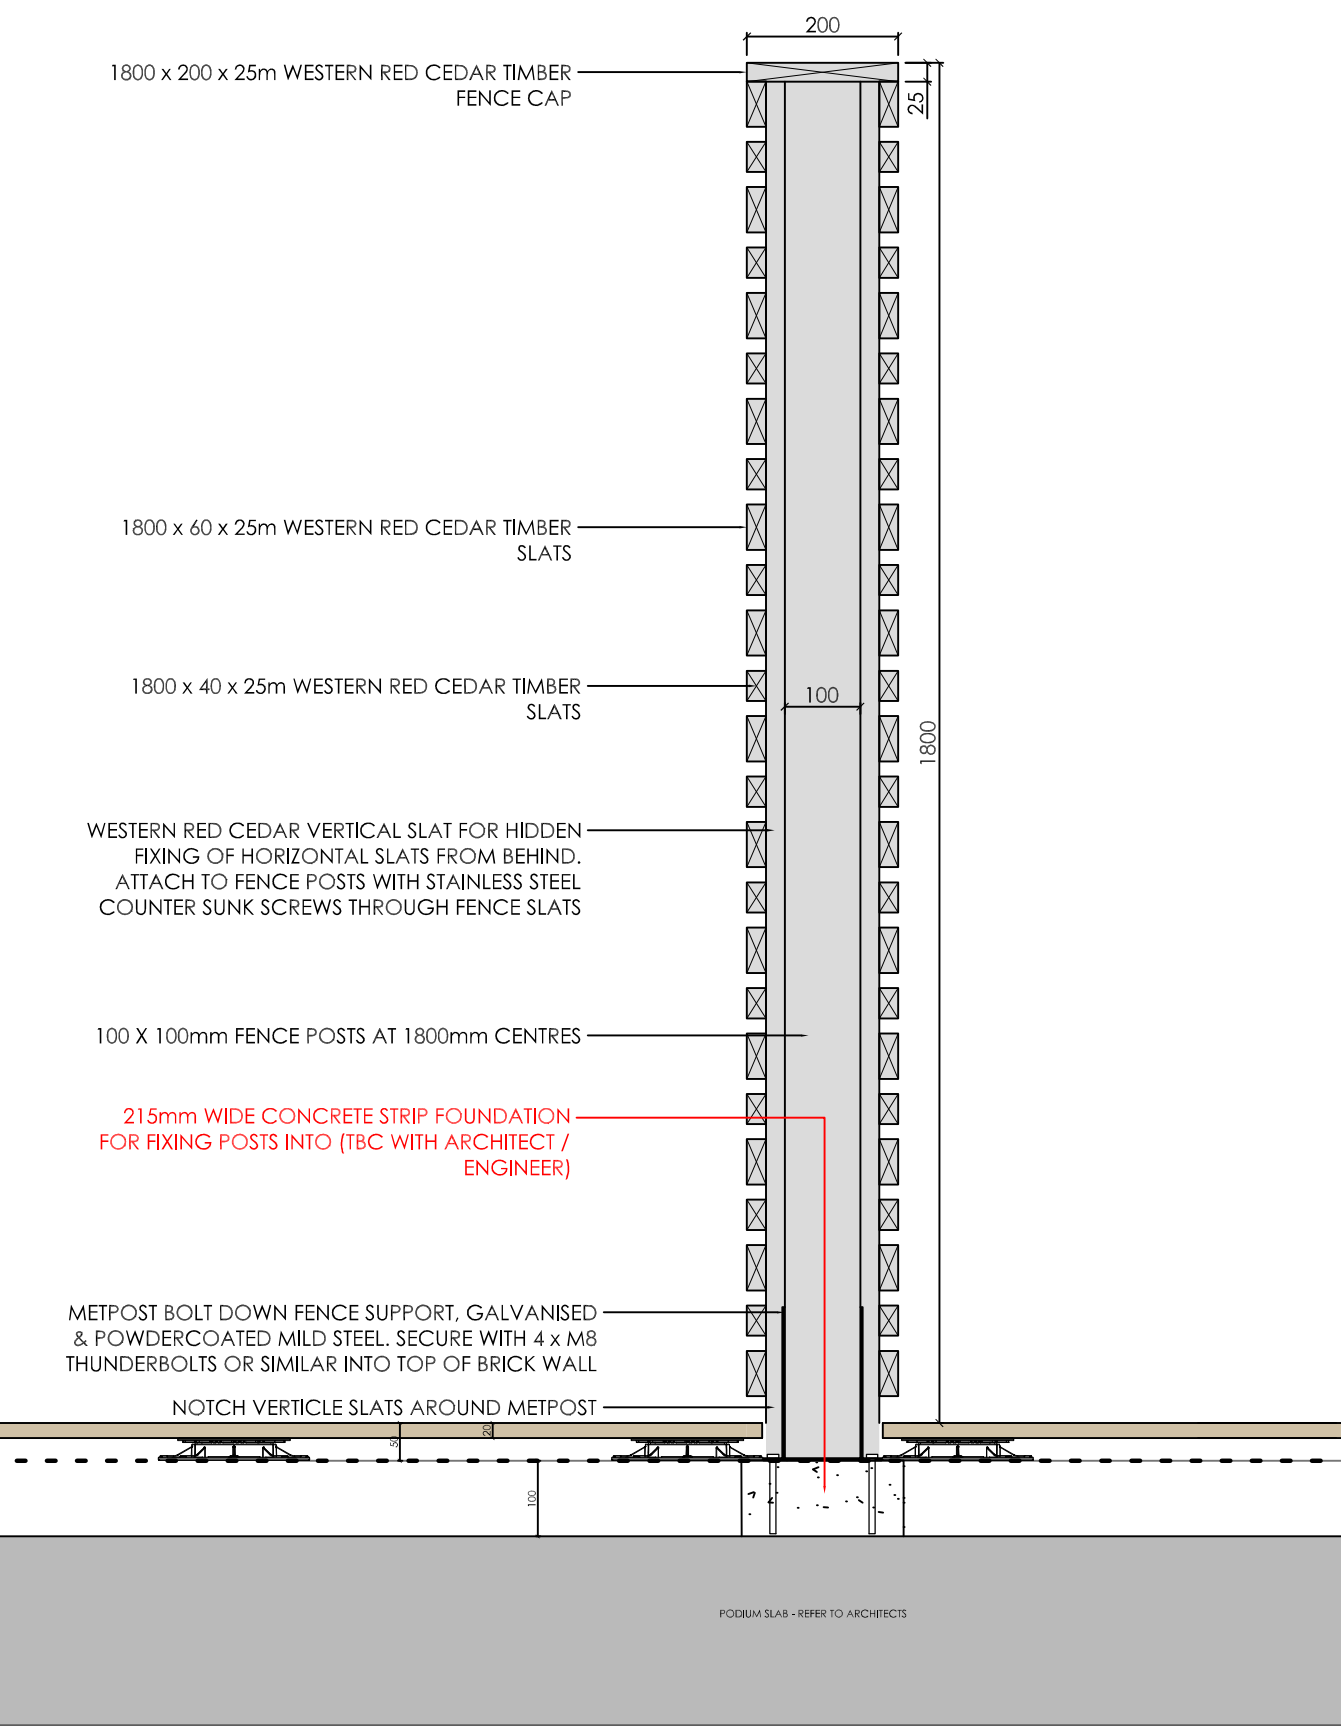 200
1800 x 200 x 25m WESTERN RED CEDAR TIMBER
FENCE CAP
25
1800 x 60 x 25m WESTERN RED CEDAR TIMBER
SLATS
1800 x 40 x 25m WESTERN RED CEDAR TIMBER
SLATS
100
1800
WESTERN RED CEDAR VERTICAL SLAT FOR HIDDEN
FIXING OF HORIZONTAL SLATS FROM BEHIND.
ATTACH TO FENCE POSTS WITH STAINLESS STEEL
COUNTER SUNK SCREWS THROUGH FENCE SLATS
100 X 100mm FENCE POSTS AT 1800mm CENTRES
215mm WIDE CONCRETE STRIP FOUNDATION
FOR FIXING POSTS INTO (TBC WITH ARCHITECT /
ENGINEER)
METPOST BOLT DOWN FENCE SUPPORT, GALVANISED
& POWDERCOATED MILD STEEL. SECURE WITH 4 x M8
THUNDERBOLTS OR SIMILAR INTO TOP OF BRICK WALL
NOTCH VERTICLE SLATS AROUND METPOST
50
20
100
PODIUM SLAB - REFER TO ARCHITECTS